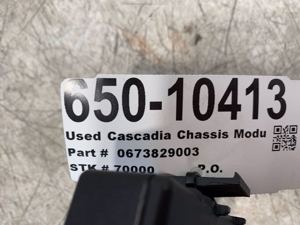 650-10413
Used Cascadia Chassis Modu
Part # 0673829003
STK # 70000 P.O.